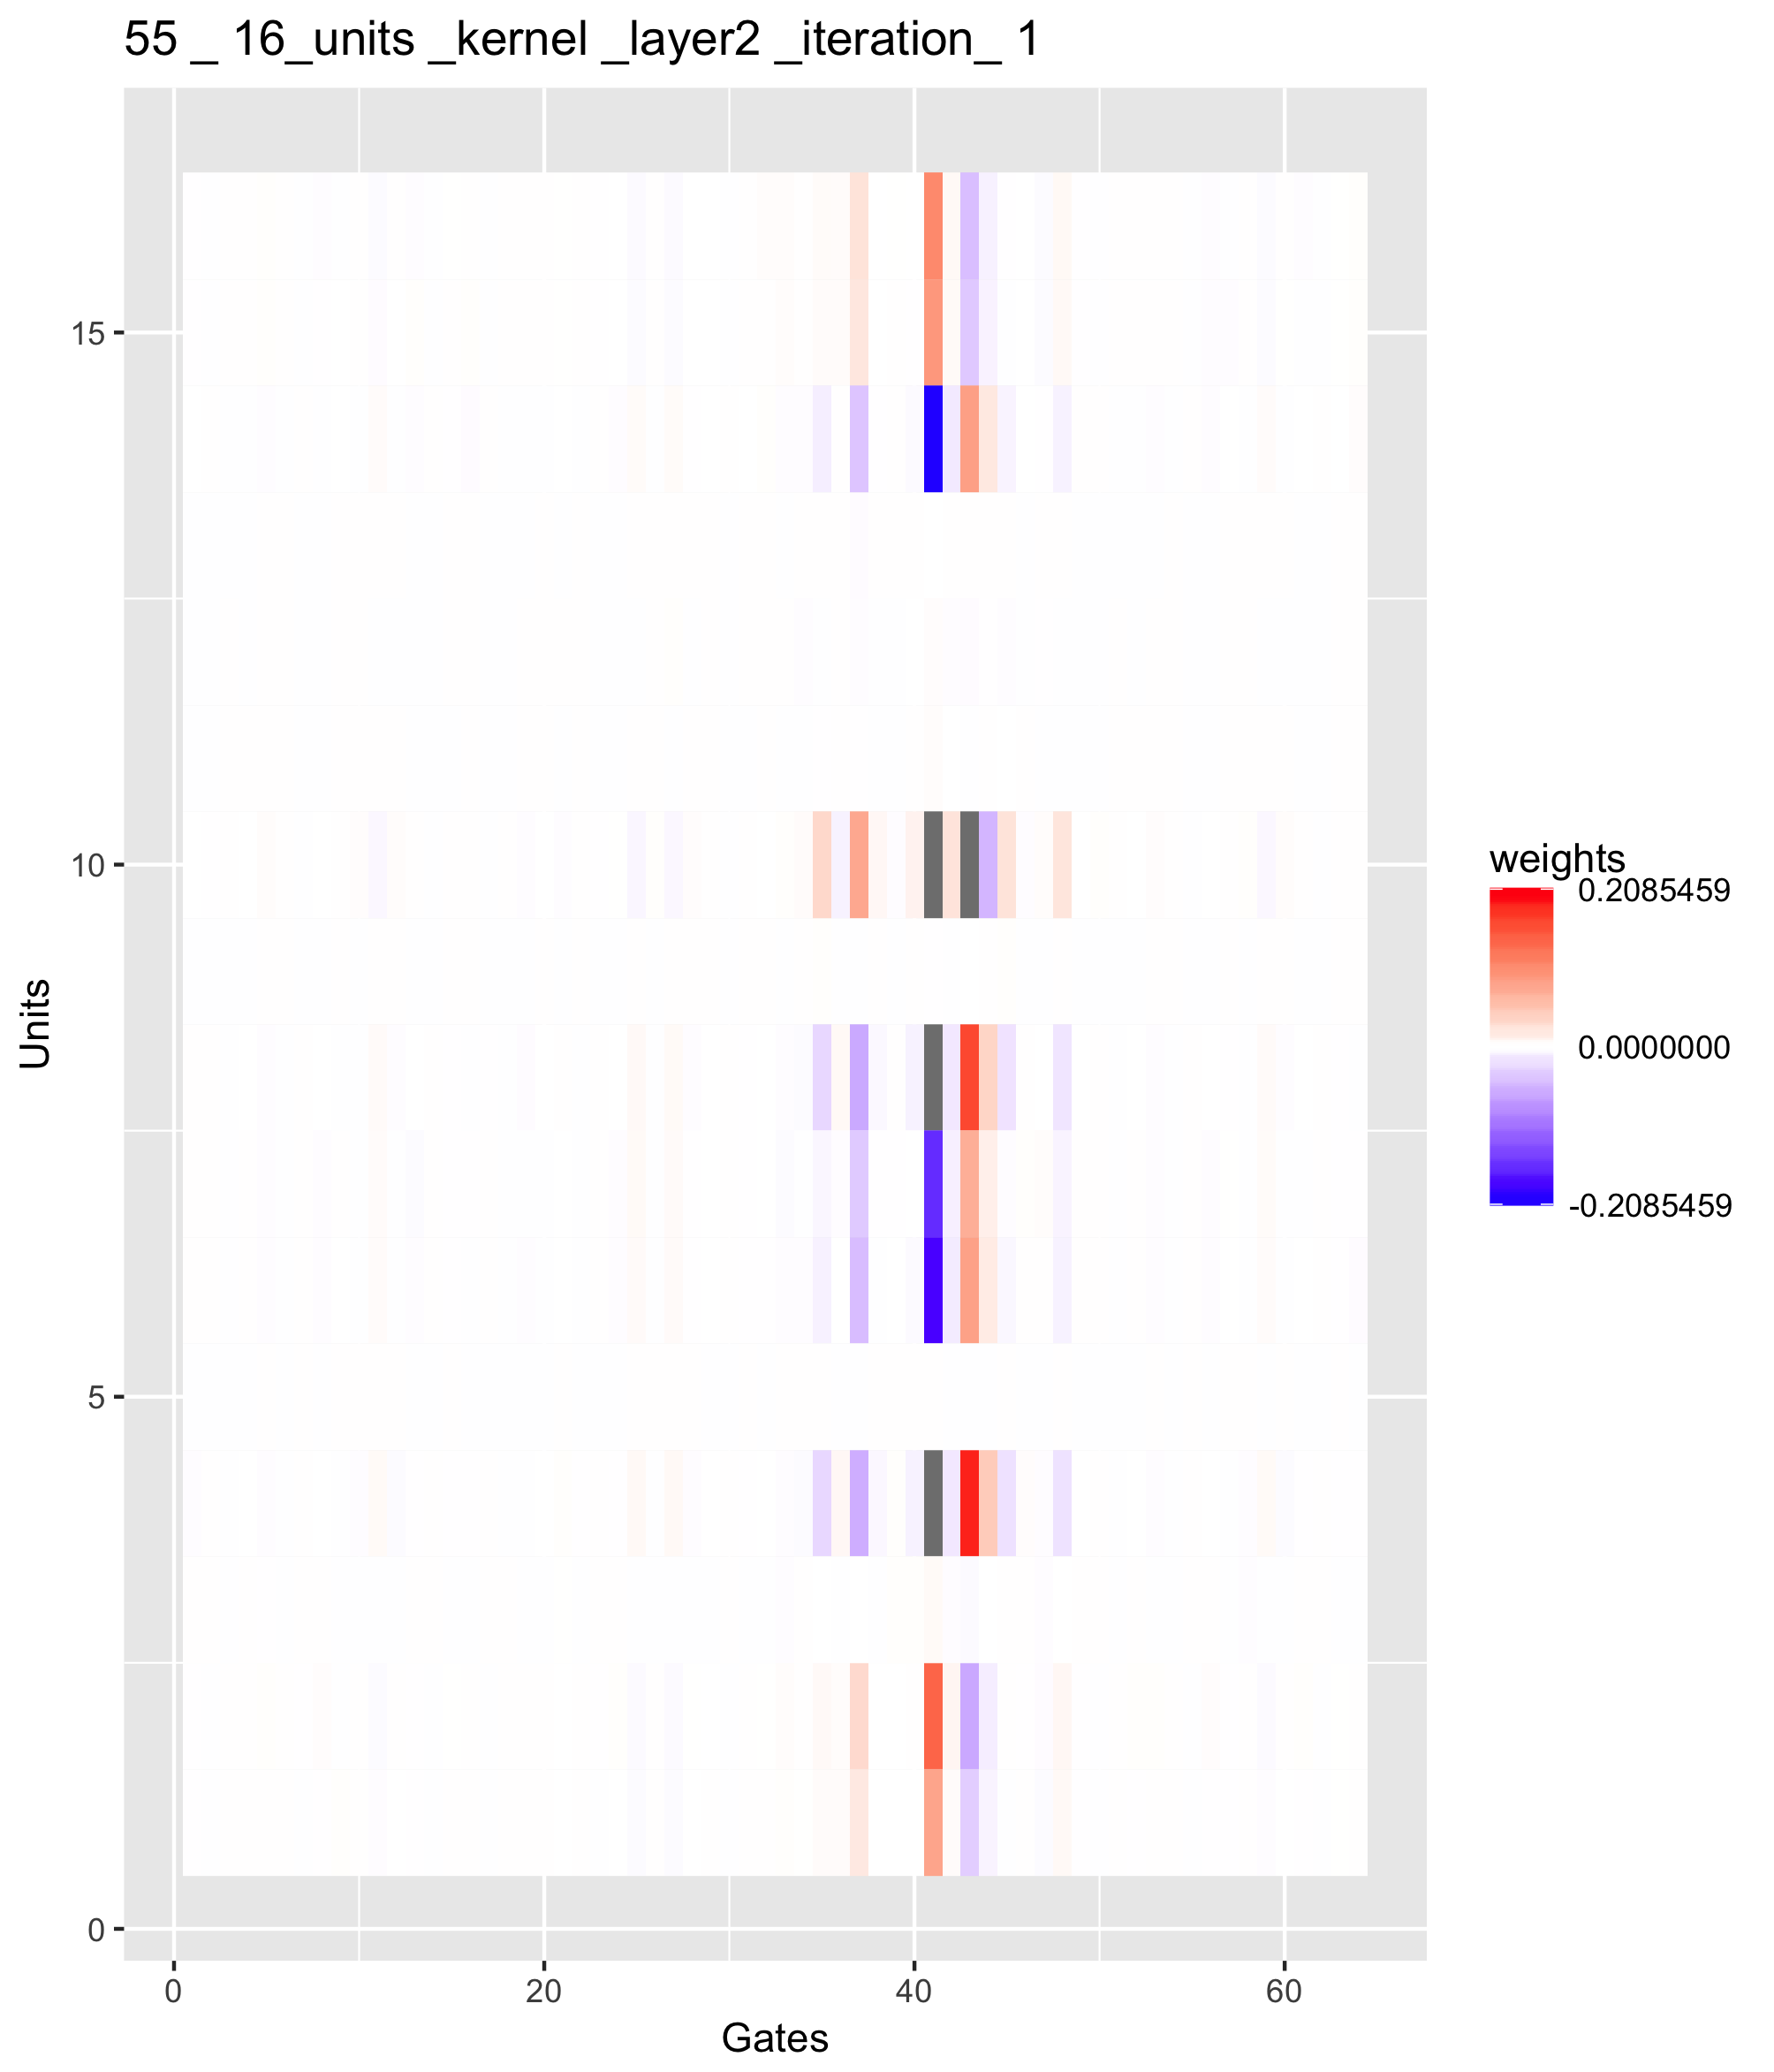 55 _ 16_units _kernel _layer2 _iteration_ 1
15
10
5
0
Units
0 20 40 60
Gates
weights
0.2085459
0.0000000
-0.2085459